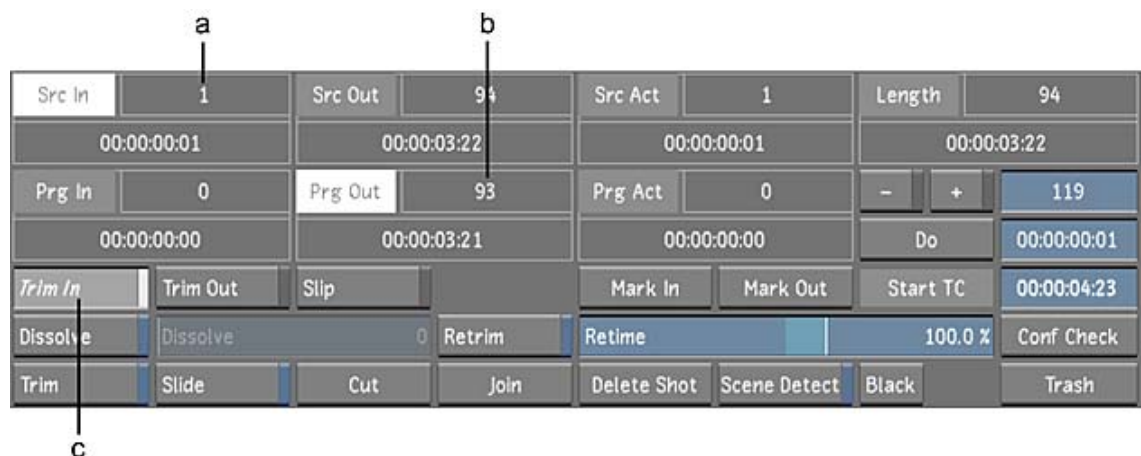 a b
Src In 1 Src Out 94 Src Act 1 Length 94
00:00:00:01 00:00:03:22 00:00:00:01 00:00:03:22
Prg In 0 Prg Out 93 Prg Act 0 - + 119
00:00:00:00 00:00:03:21 00:00:00:00 Do 00:00:00:01
Trim In Trim Out Slip Mark In Mark Out Start TC 00:00:04:23
Dissolve Dissolve 0 Retrim Retime 100.0 % Conf Check
Trim Slide Cut Join Delete Shot Scene Detect Black Trash
c